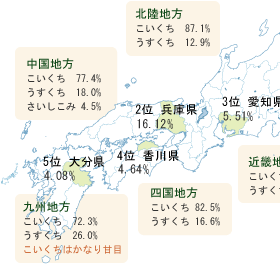 北陸地方
こいくち 87.1%
うすくち 12.9%
中国地方
こいくち 77.4%
うすくち 18.0%
さいしこみ 4.5%
2位 兵庫県
16.12%
3位 愛知県
5.51%
5位 大分県
4.08%
4位 香川県
4.64%
近畿地
こいく
うすく
四国地方
こいくち 82.5%
うすくち 16.6%
九州地方
こいくち 72.3%
うすくち 26.0%
こいくちはかなり甘目